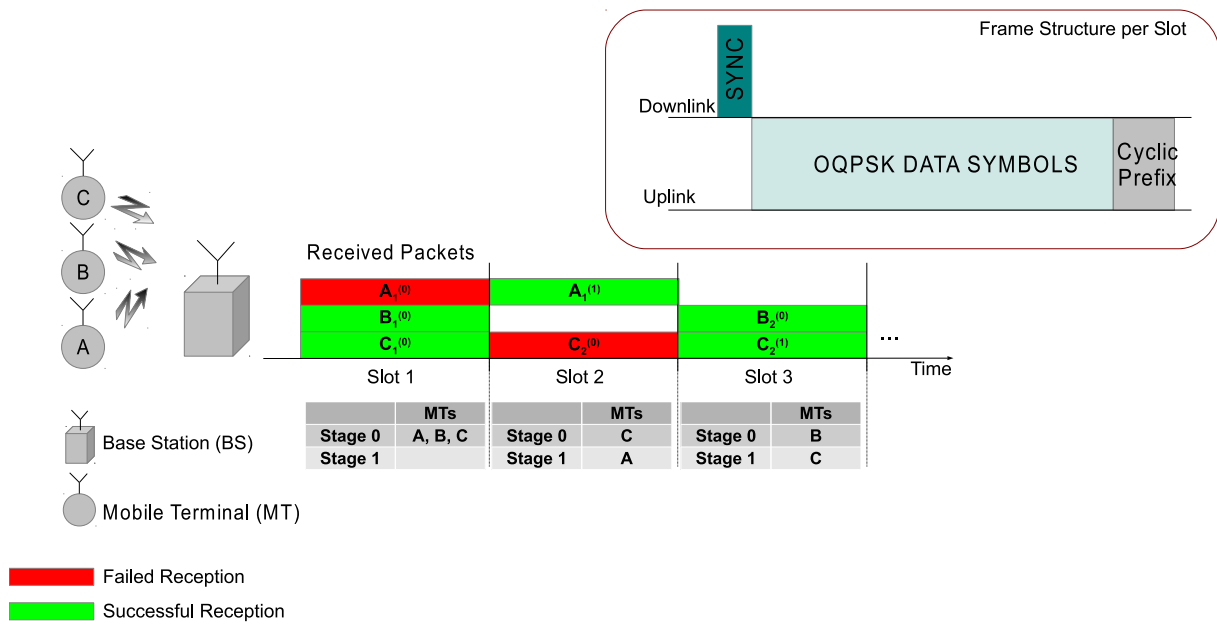 Frame Structure per Slot
SYNC
Downlink
OQPSK DATA SYMBOLS
Cyclic
Prefix
Uplink
C
B
A
Received Packets
A₁⁽⁰⁾ A₁⁽¹⁾
B₁⁽⁰⁾ B₂⁽⁰⁾
C₁⁽⁰⁾ C₂⁽⁰⁾ C₂⁽¹⁾ ...
Time
Slot 1 Slot 2 Slot 3
MTs MTs MTs
Stage 0 A, B, C Stage 0 C Stage 0 B
Stage 1 Stage 1 A Stage 1 C
Base Station (BS)
Mobile Terminal (MT)
Failed Reception
Successful Reception